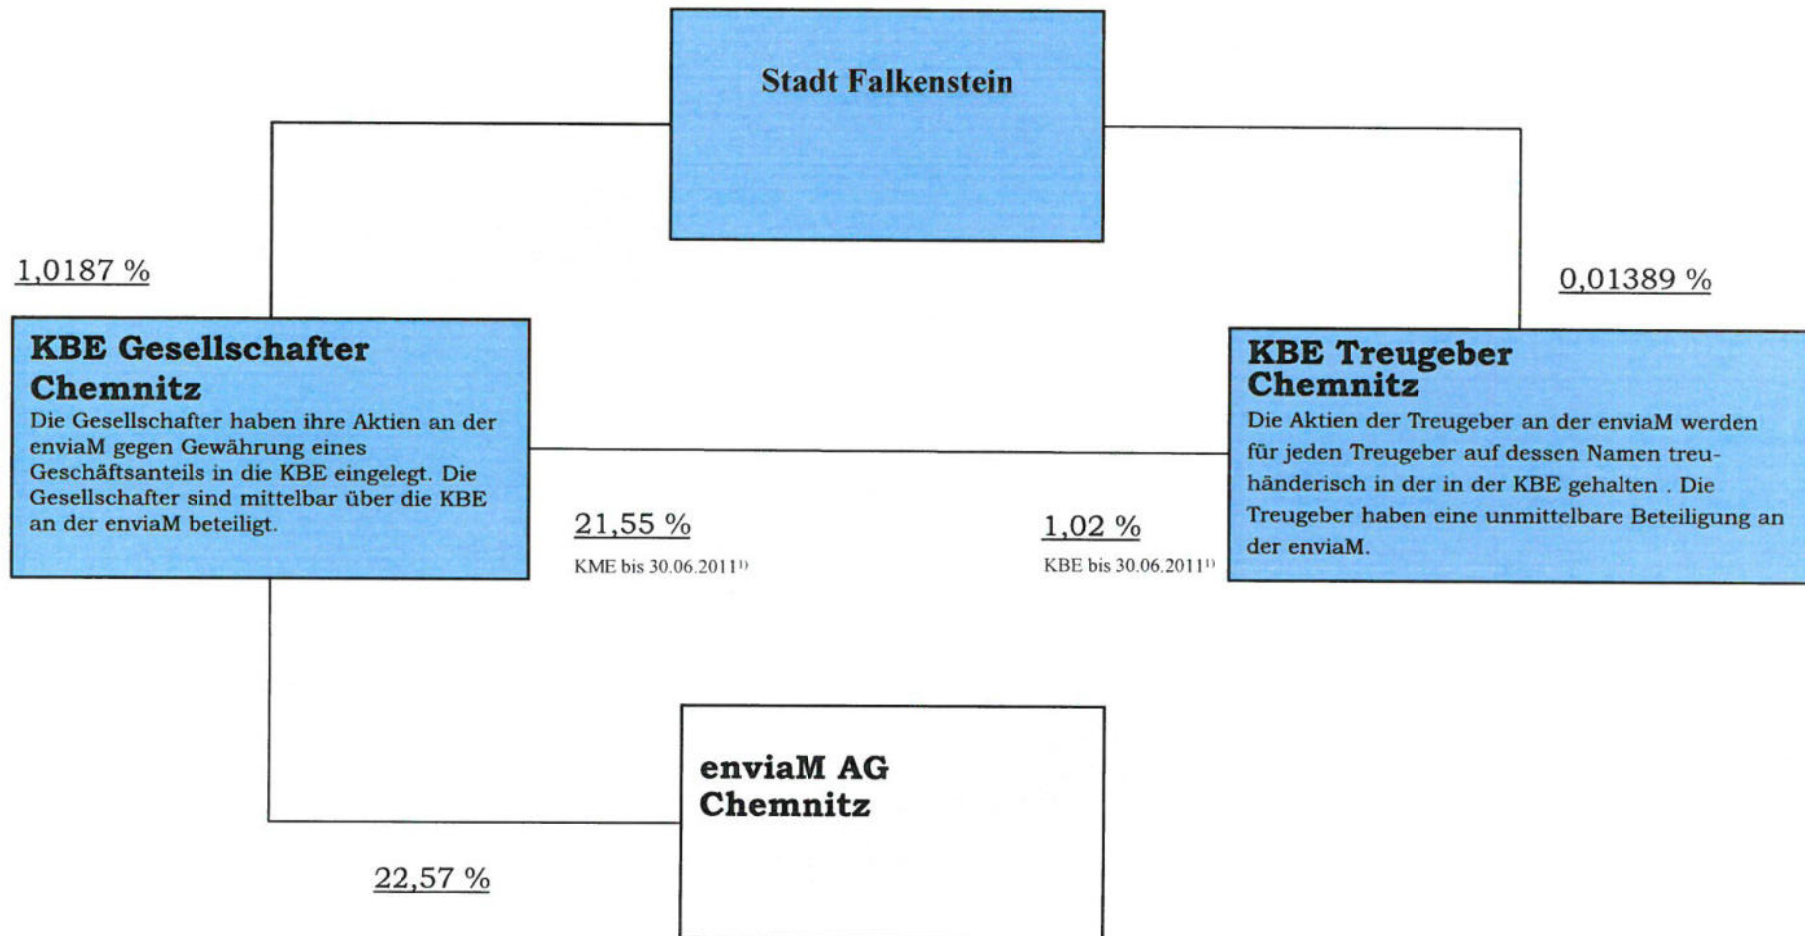 Stadt Falkenstein
1,0187 %
0,01389 %
KBE Gesellschafter
Chemnitz
Die Gesellschafter haben ihre Aktien an der
enviaM gegen Gewährung eines
Geschäftsanteils in die KBE eingelegt. Die
Gesellschafter sind mittelbar über die KBE
an der enviaM beteiligt.
KBE Treugeber
Chemnitz
Die Aktien der Treugeber an der enviaM werden
für jeden Treugeber auf dessen Namen treu-
händerisch in der in der KBE gehalten . Die
Treugeber haben eine unmittelbare Beteiligung an
der enviaM.
21,55 %
KME bis 30.06.2011¹⁾
1,02 %
KBE bis 30.06.2011¹⁾
enviaM AG
Chemnitz
22,57 %